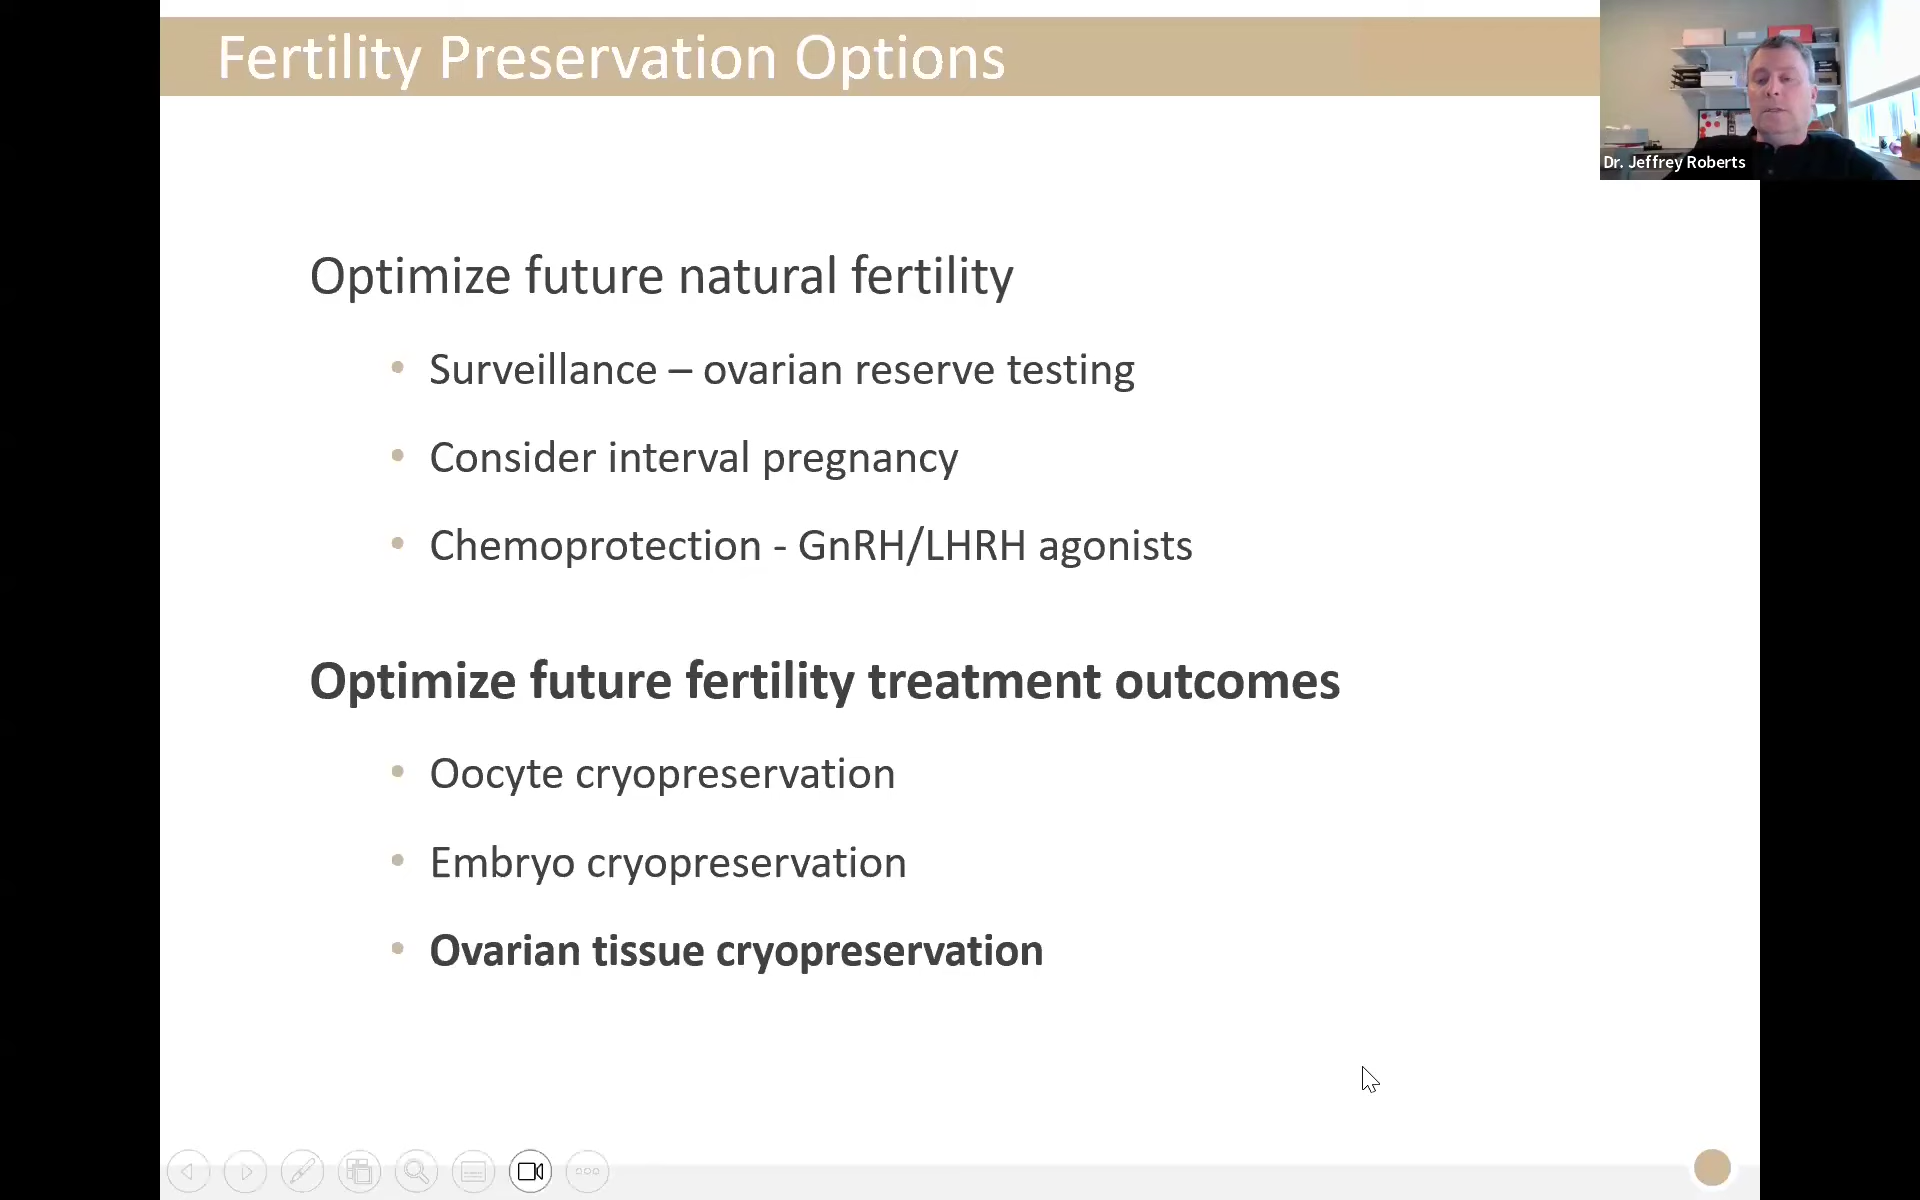 Fertility Preservation Options
Dr. Jeffrey Roberts
Optimize future natural fertility
• Surveillance – ovarian reserve testing
• Consider interval pregnancy
• Chemoprotection - GnRH/LHRH agonists
Optimize future fertility treatment outcomes
• Oocyte cryopreservation
• Embryo cryopreservation
• Ovarian tissue cryopreservation